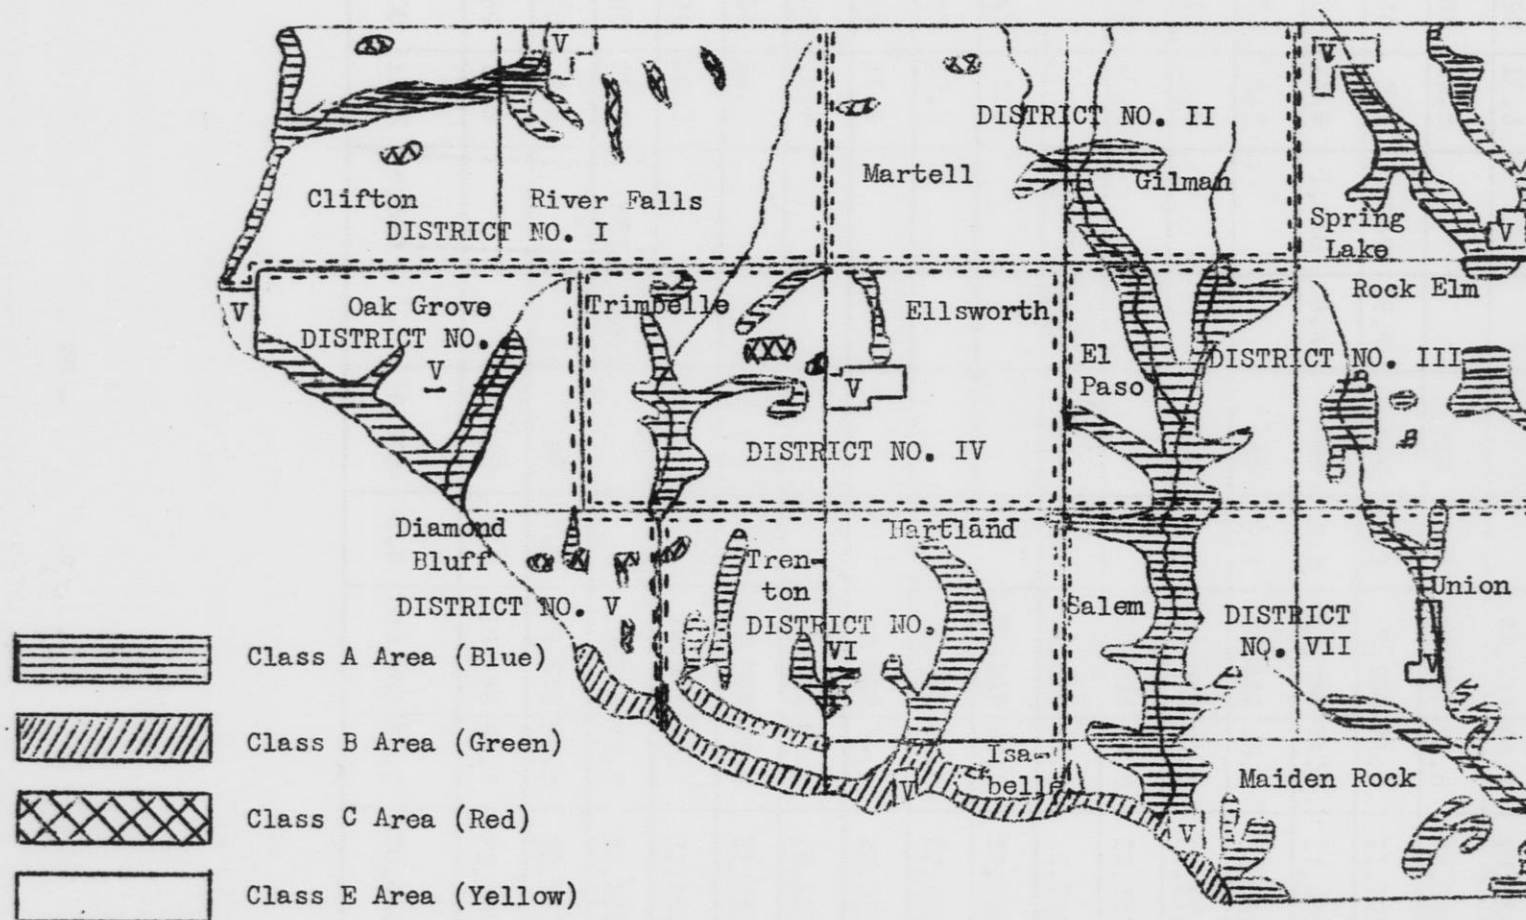 V
V
DISTRICT NO. II
Martell
Gilman
Clifton
River Falls
DISTRICT NO. I
Spring
Lake
V
V
Oak Grove
DISTRICT NO.
V
Trimbelle
Ellsworth
Rock Elm
El
Paso
DISTRICT NO. III
V
B
B
DISTRICT NO. IV
Diamond
Bluff
DISTRICT NO. V
Hartland
Tren-
ton
DISTRICT NO.
VI
Salem
DISTRICT
NO. VII
Union
V
Isa-
belle
V
Maiden Rock
V
Class A Area (Blue)
Class B Area (Green)
Class C Area (Red)
Class E Area (Yellow)